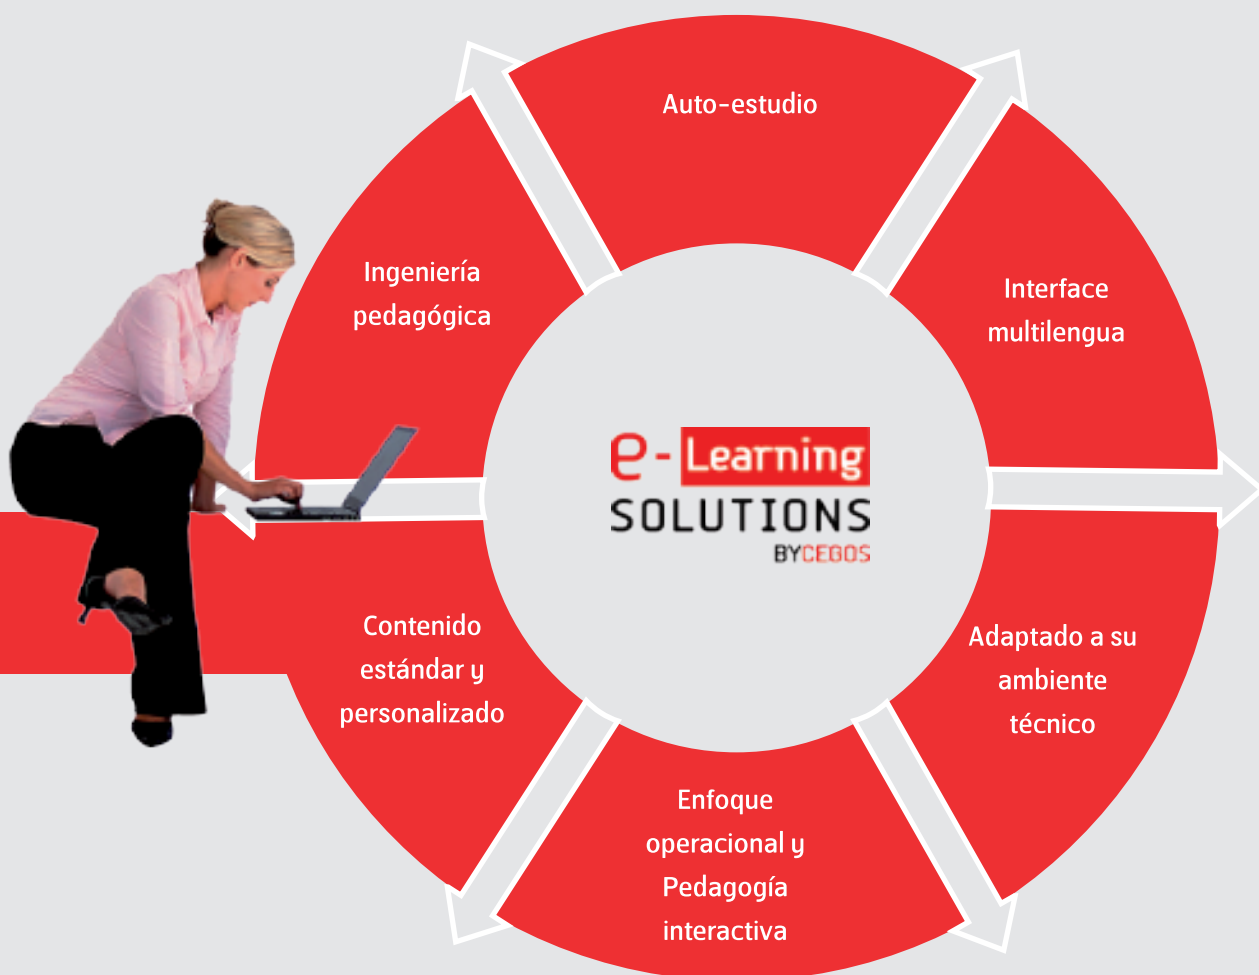 Auto-estudio
Ingeniería
pedagógica
Interface
multilengua
e-Learning
SOLUTIONS
BYCEGOS
Contenido
estándar y
personalizado
Adaptado a su
ambiente
técnico
Enfoque
operacional y
Pedagogía
interactiva